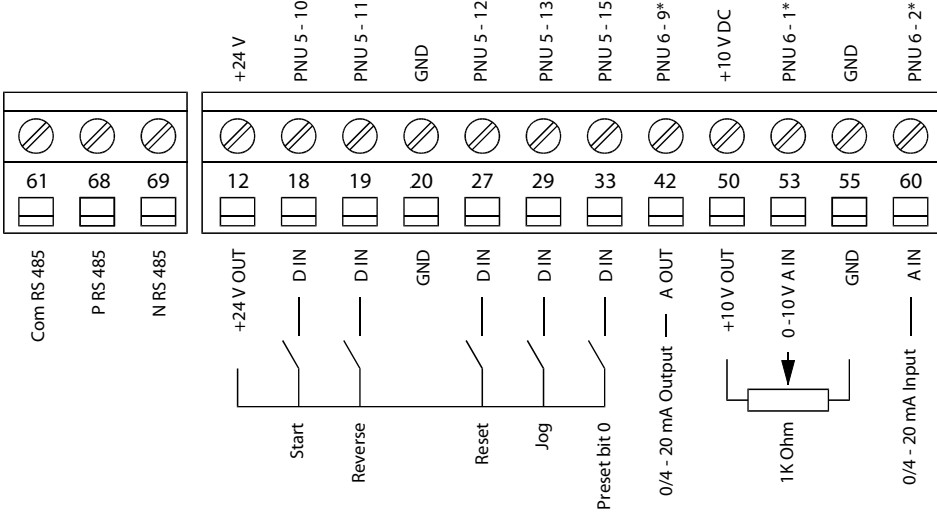 +24 V
PNU 5 - 10
PNU 5 - 11
GND
PNU 5 - 12
PNU 5 - 13
PNU 5 - 15
PNU 6 - 9*
+10 V DC
PNU 6 - 1*
GND
PNU 6 - 2*
61 68 69
12 18 19 20 27 29 33 42 50 53 55 60
Com RS 485
P RS 485
N RS 485
+24 V OUT
D IN
D IN
GND
D IN
D IN
D IN
0/4 - 20 mA Output — A OUT
+10 V OUT
0 -10 V A IN
GND
0/4 - 20 mA Input — A IN
Start
Reverse
Reset
Jog
Preset bit 0
1K Ohm